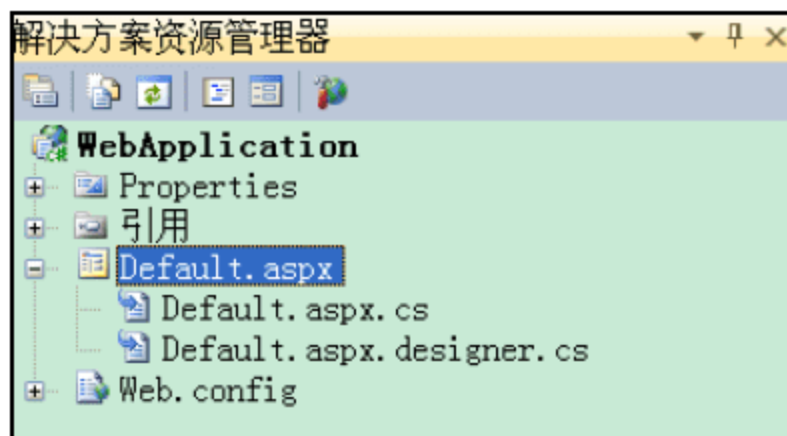 解决方案资源管理器
WebApplication
Properties
引用
Default.aspx
Default.aspx.cs
Default.aspx.designer.cs
Web.config